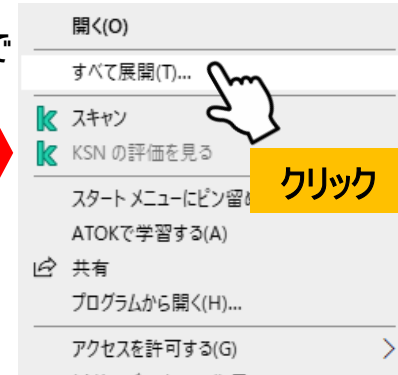 開く(O)
で
すべて展開(T)...
スキャン
KSN の評価を見る
クリック
スタート メニューにピン留め
ATOKで学習する(A)
共有
プログラムから開く(H)...
アクセスを許可する(G)